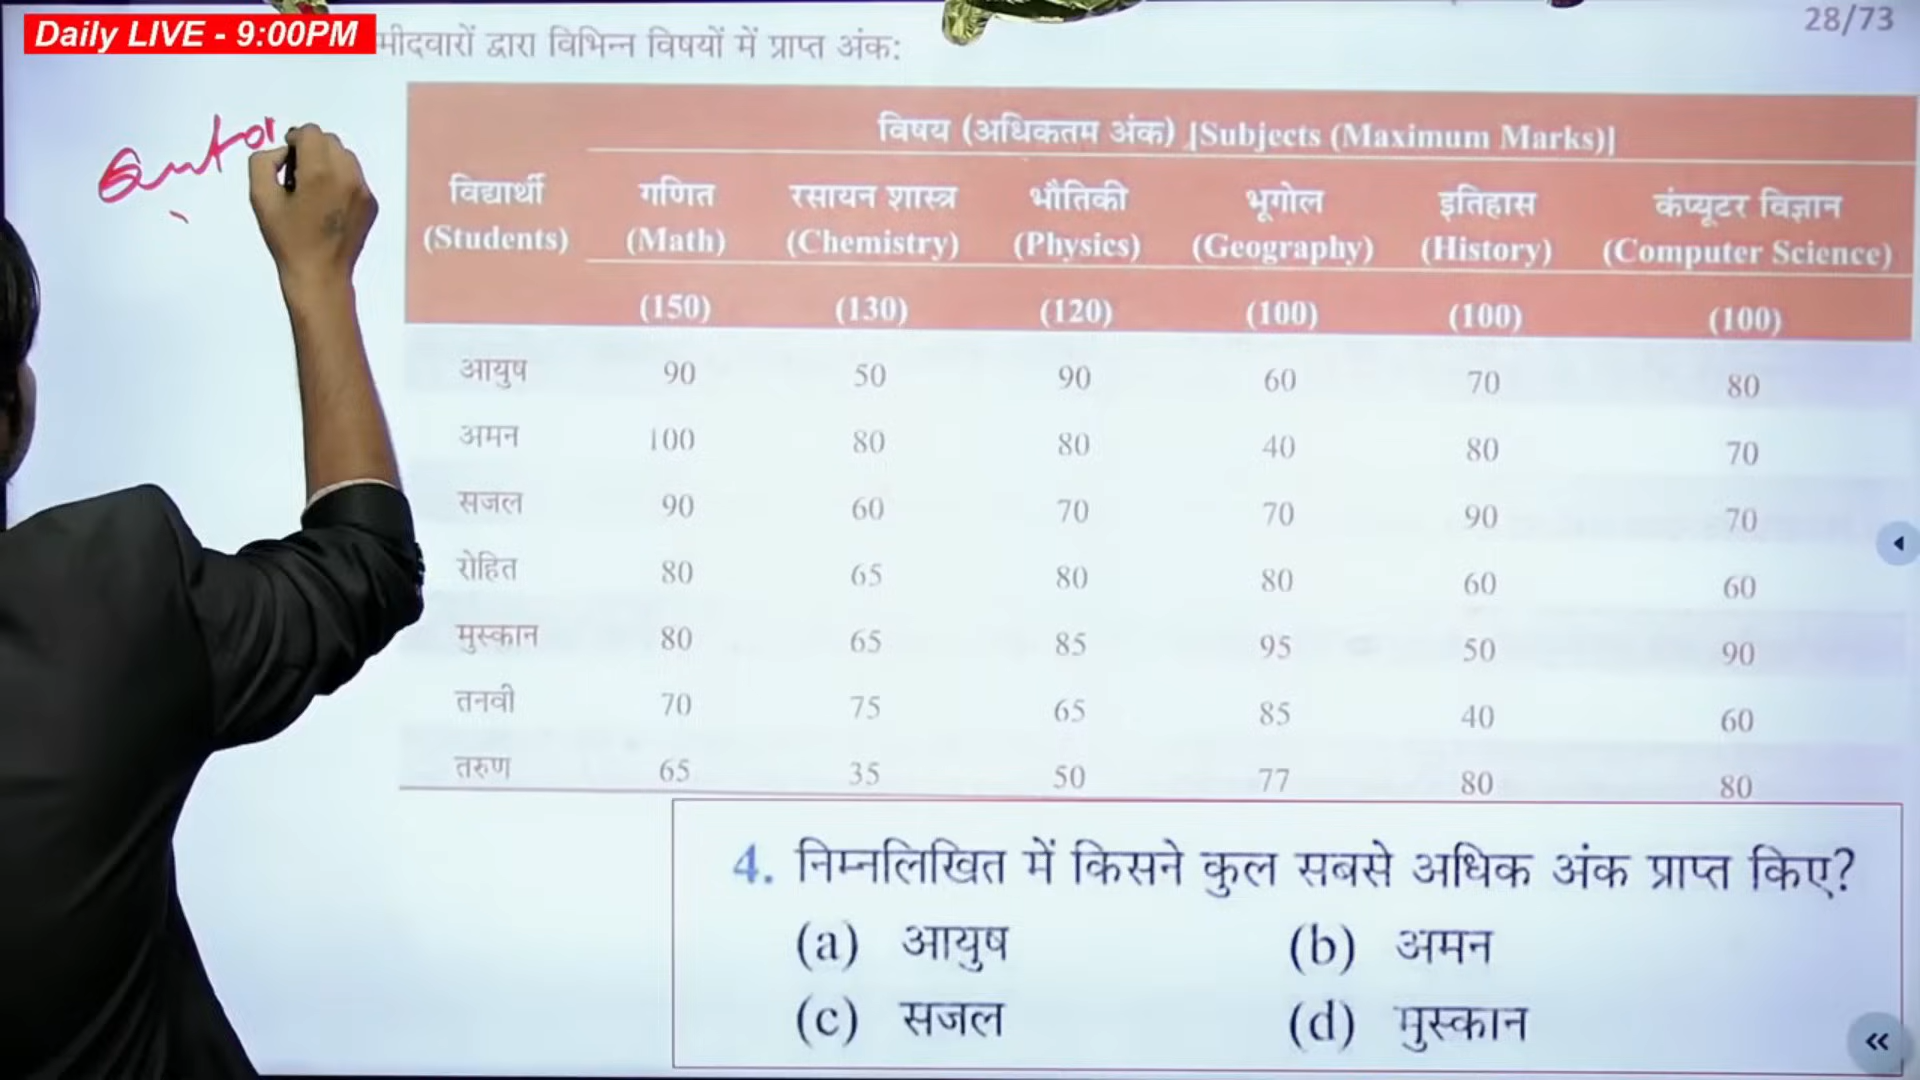 Daily LIVE - 9:00PM
मीदवारों द्वारा विभिन्न विषयों में प्राप्त अंक:
28/73
विषय (अधिकतम अंक) [Subjects (Maximum Marks)]
विद्यार्थी गणित रसायन शास्त्र भौतिकी भूगोल इतिहास कंप्यूटर विज्ञान
(Students) (Math) (Chemistry) (Physics) (Geography) (History) (Computer Science)
(150) (130) (120) (100) (100) (100)
आयुष 90 50 90 60 70 80
अमन 100 80 80 40 80 70
सजल 90 60 70 70 90 70
रोहित 80 65 80 80 60 60
मुस्कान 80 65 85 95 50 90
तनवी 70 75 65 85 40 60
तरुण 65 35 50 77 80 80
4. निम्नलिखित में किसने कुल सबसे अधिक अंक प्राप्त किए?
(a) आयुष (b) अमन
(c) सजल (d) मुस्कान